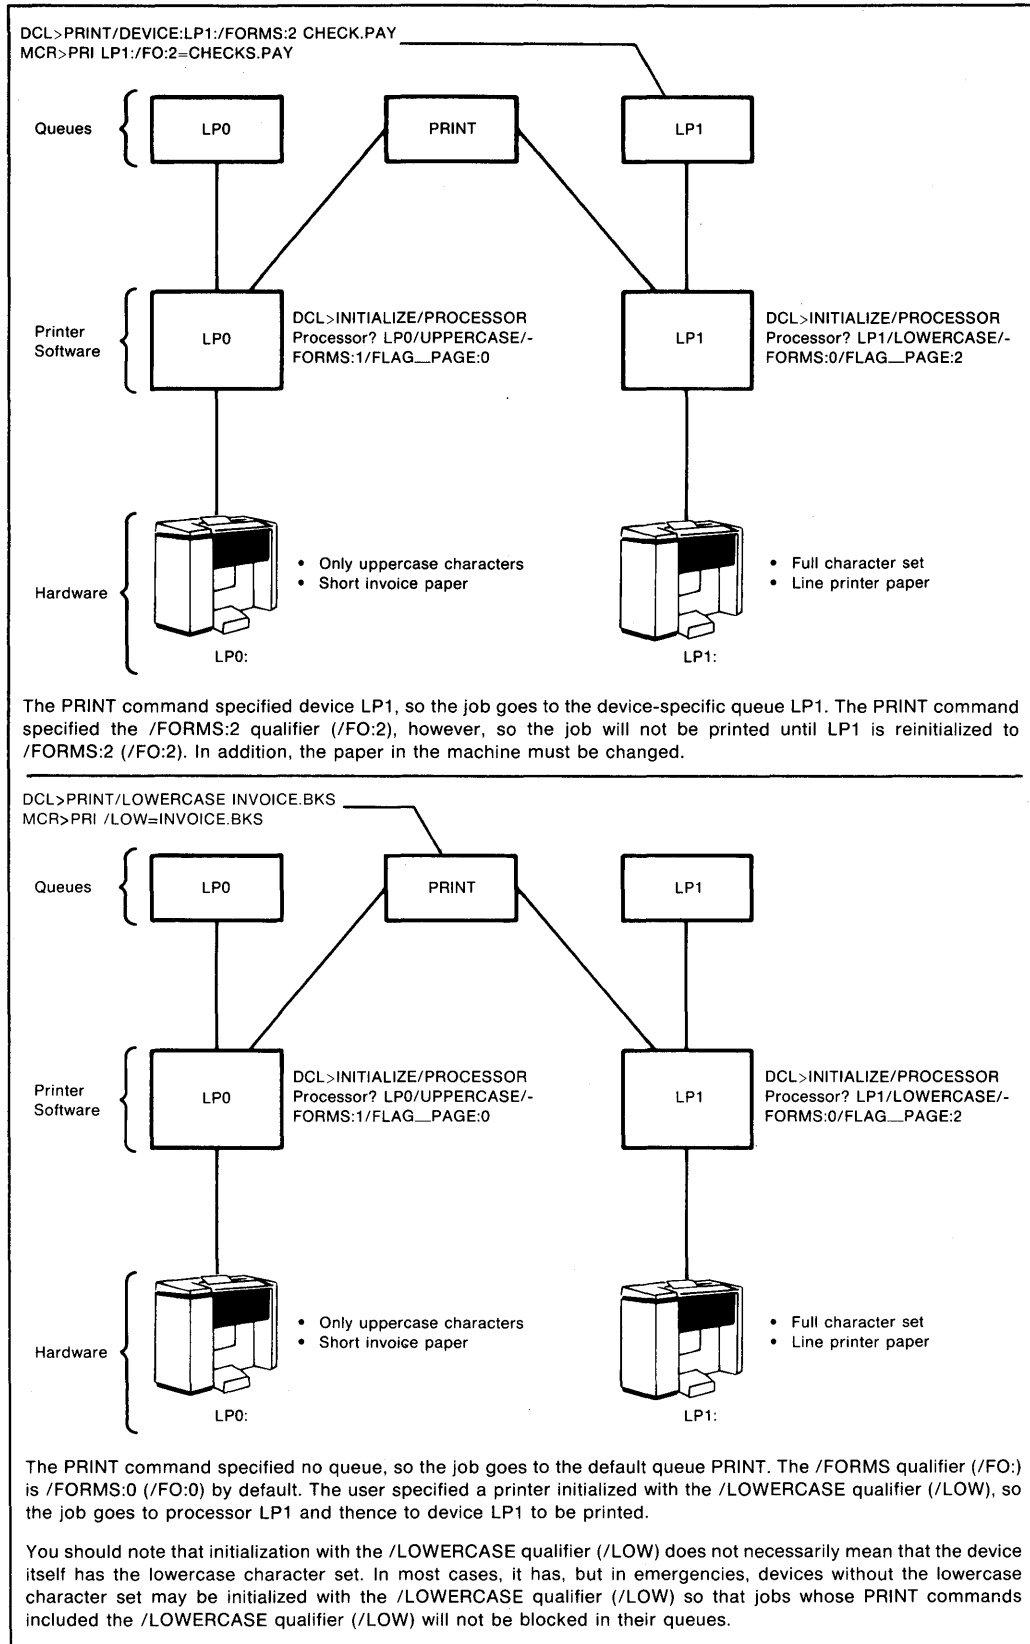 DCL>PRINT/DEVICE:LP1:/FORMS:2 CHECK.PAY
MCR>PRI LP1:/FO:2=CHECKS.PAY
Queues
LP0
PRINT
LP1
Printer
Software
LP0
DCL>INITIALIZE/PROCESSOR
Processor? LP0/UPPERCASE/-
FORMS:1/FLAG__PAGE:0
LP1
DCL>INITIALIZE/PROCESSOR
Processor? LP1/LOWERCASE/-
FORMS:0/FLAG__PAGE:2
Hardware
• Only uppercase characters
• Short invoice paper
LP0:
• Full character set
• Line printer paper
LP1:
The PRINT command specified device LP1, so the job goes to the device-specific queue LP1. The PRINT command
specified the /FORMS:2 qualifier (/FO:2), however, so the job will not be printed until LP1 is reinitialized to
/FORMS:2 (/FO:2). In addition, the paper in the machine must be changed.
DCL>PRINT/LOWERCASE INVOICE.BKS
MCR>PRI /LOW=INVOICE.BKS
Queues
LP0
PRINT
LP1
Printer
Software
LP0
DCL>INITIALIZE/PROCESSOR
Processor? LP0/UPPERCASE/-
FORMS:1/FLAG__PAGE:0
LP1
DCL>INITIALIZE/PROCESSOR
Processor? LP1/LOWERCASE/-
FORMS:0/FLAG__PAGE:2
Hardware
• Only uppercase characters
• Short invoice paper
LP0:
• Full character set
• Line printer paper
LP1:
The PRINT command specified no queue, so the job goes to the default queue PRINT. The /FORMS qualifier (/FO:)
is /FORMS:0 (/FO:0) by default. The user specified a printer initialized with the /LOWERCASE qualifier (/LOW), so
the job goes to processor LP1 and thence to device LP1 to be printed.
You should note that initialization with the /LOWERCASE qualifier (/LOW) does not necessarily mean that the device
itself has the lowercase character set. In most cases, it has, but in emergencies, devices without the lowercase
character set may be initialized with the /LOWERCASE qualifier (/LOW) so that jobs whose PRINT commands
included the /LOWERCASE qualifier (/LOW) will not be blocked in their queues.